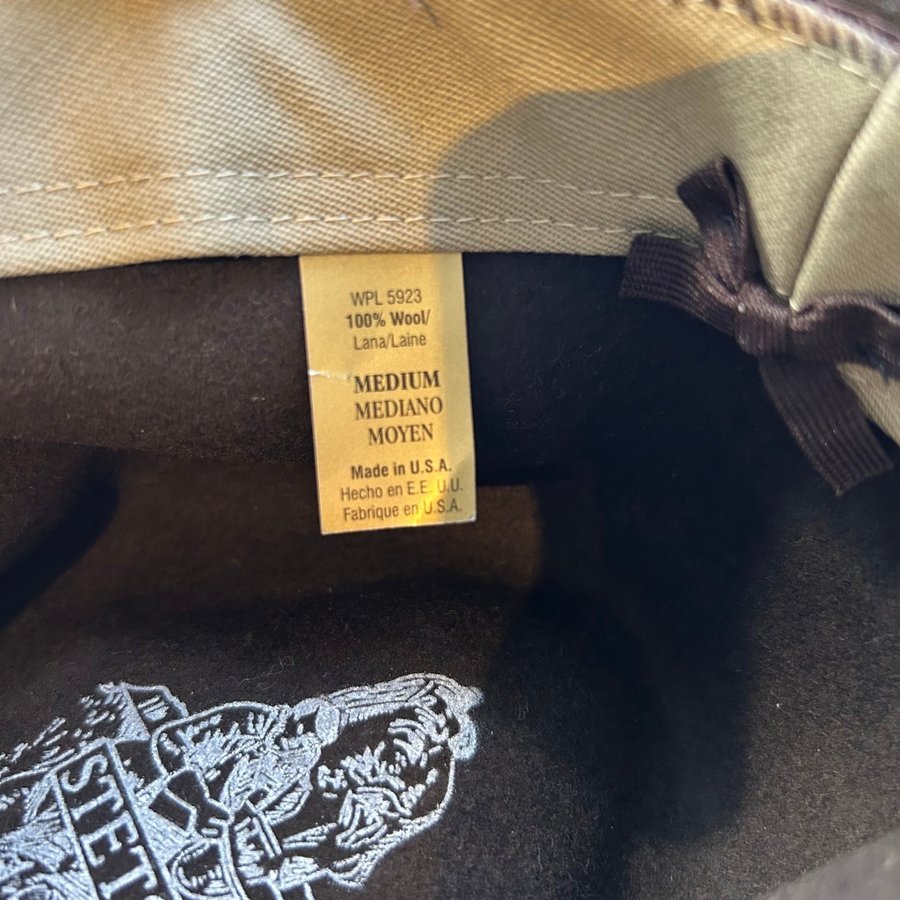 WPL 5923
100% Wool/
Lana/Laine
MEDIUM
MEDIANO
MOYEN
Made in U.S.A.
Hecho en E.E. U.U.
Fabrique en U.S.A.
STET